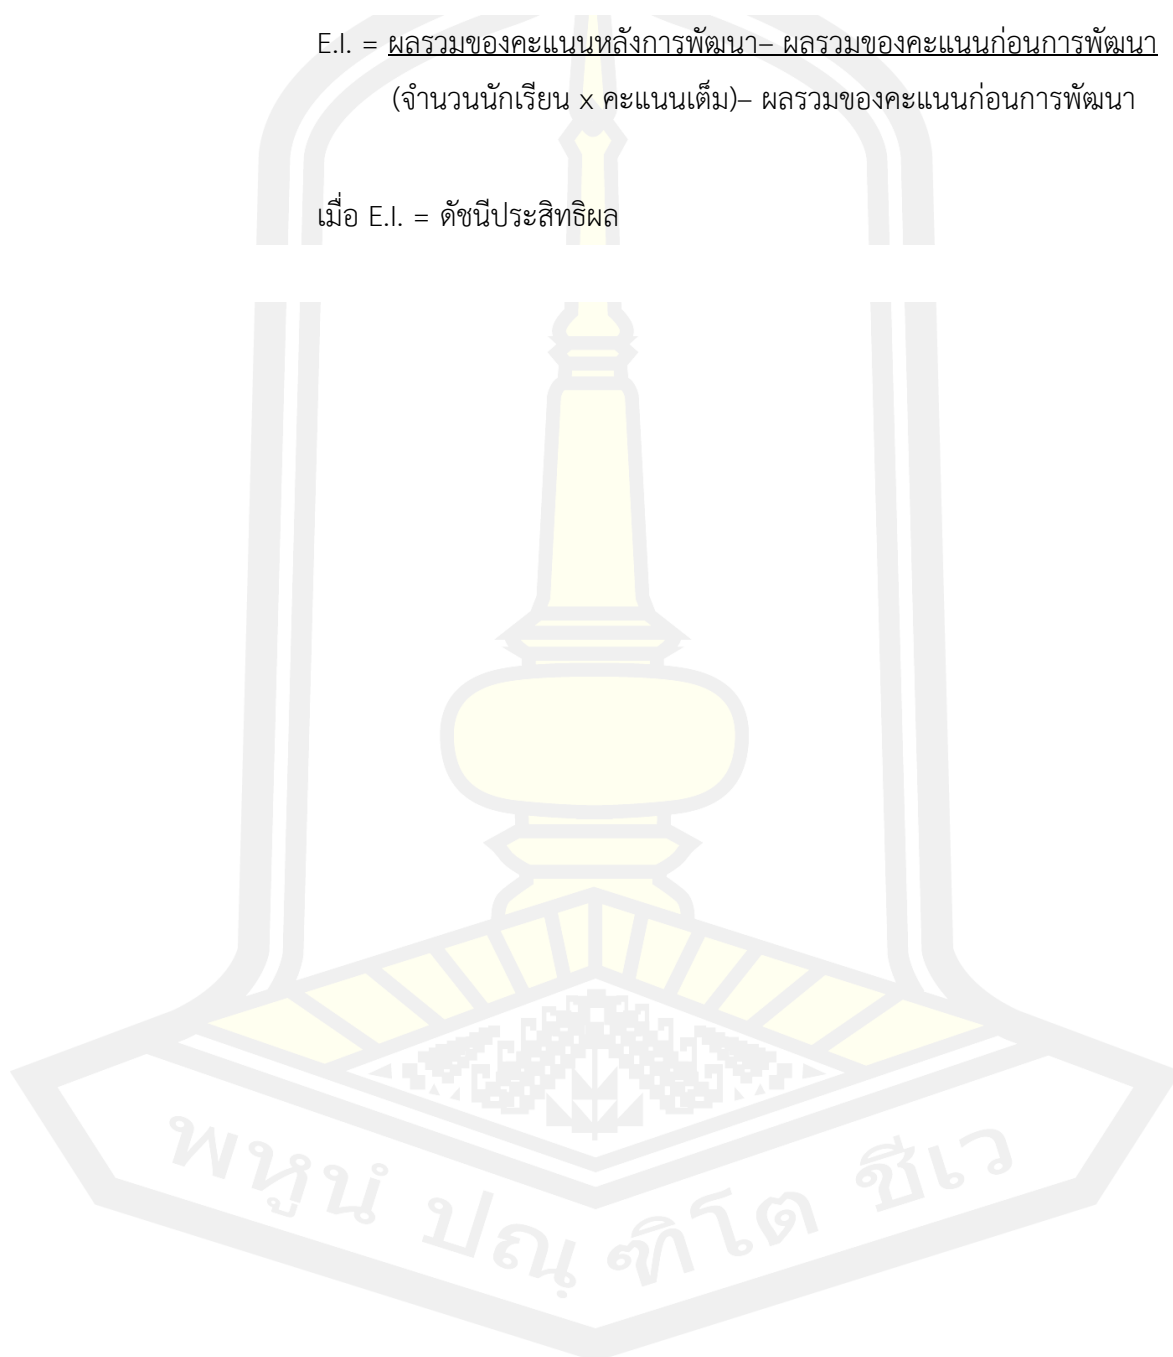 E.I. = ผลรวมของคะแนนหลังการพัฒนา– ผลรวมของคะแนนก่อนการพัฒนา
(จำนวนนักเรียน x คะแนนเต็ม)– ผลรวมของคะแนนก่อนการพัฒนา
เมื่อ E.I. = ดัชนีประสิทธิผล
พหูนํ ปณฺฑิโต ชีเว